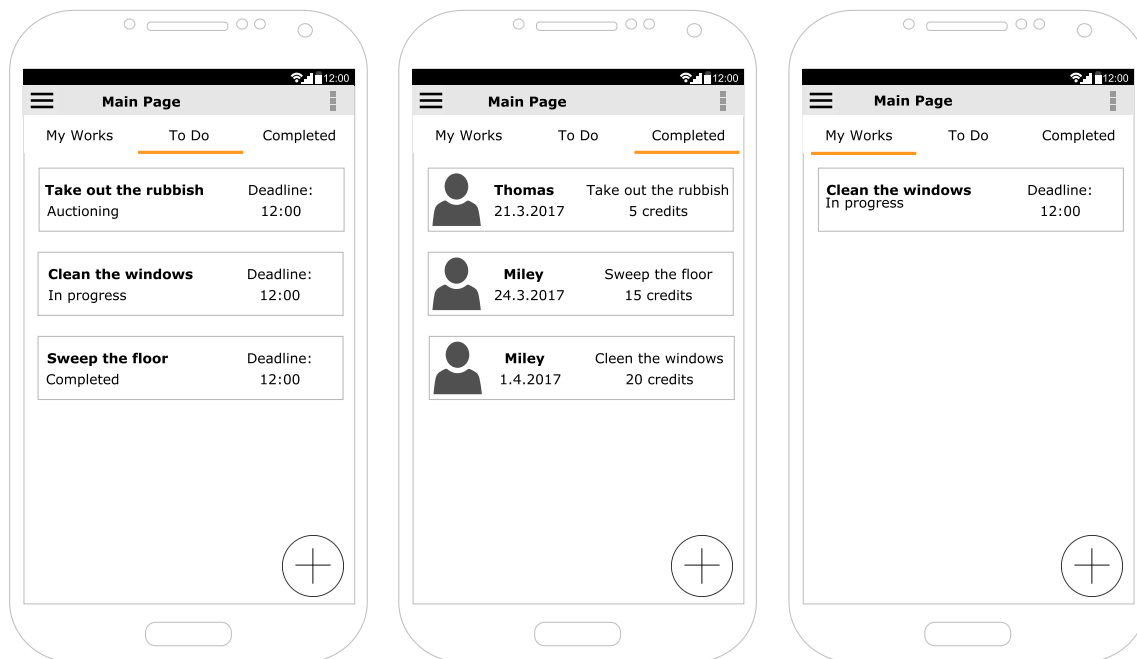 12:00
Main Page
My Works To Do Completed
Take out the rubbish Deadline:
Auctioning 12:00
Clean the windows Deadline:
In progress 12:00
Sweep the floor Deadline:
Completed 12:00
12:00
Main Page
My Works To Do Completed
Thomas Take out the rubbish
21.3.2017 5 credits
Miley Sweep the floor
24.3.2017 15 credits
Miley Cleen the windows
1.4.2017 20 credits
12:00
Main Page
My Works To Do Completed
Clean the windows Deadline:
In progress 12:00